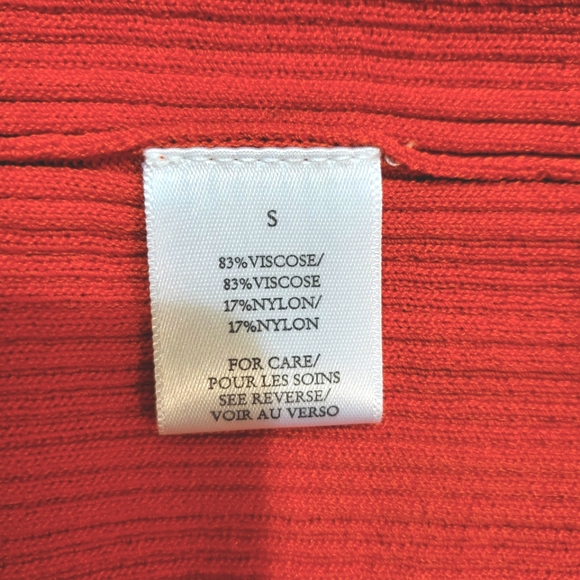 S
83%VISCOSE/
83%VISCOSE
17%NYLON/
17%NYLON
FOR CARE/
POUR LES SOINS
SEE REVERSE/
VOIR AU VERSO